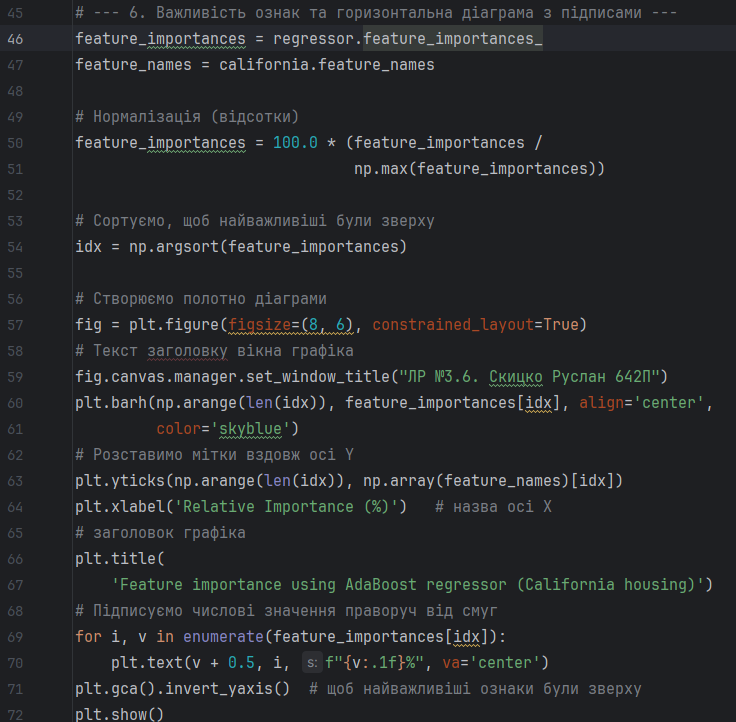 45 # --- 6. Важливість ознак та горизонтальна діаграма з підписами ---
46 feature_importances = regressor.feature_importances_
47 feature_names = california.feature_names
48
49 # Нормалізація (відсотки)
50 feature_importances = 100.0 * (feature_importances /
51 np.max(feature_importances))
52
53 # Сортуємо, щоб найважливіші були зверху
54 idx = np.argsort(feature_importances)
55
56 # Створюємо полотно діаграми
57 fig = plt.figure(figsize=(8, 6), constrained_layout=True)
58 # Текст заголовку вікна графіка
59 fig.canvas.manager.set_window_title("ЛР №3.6. Скицко Руслан 642П")
60 plt.barh(np.arange(len(idx)), feature_importances[idx], align='center',
61 color='skyblue')
62 # Розставимо мітки вздовж осі Y
63 plt.yticks(np.arange(len(idx)), np.array(feature_names)[idx])
64 plt.xlabel('Relative Importance (%)')   # назва осі X
65 # заголовок графіка
66 plt.title(
67 'Feature importance using AdaBoost regressor (California housing)')
68 # Підписуємо числові значення праворуч від смуг
69 for i, v in enumerate(feature_importances[idx]):
70 plt.text(v + 0.5, i, s: f"{v:.1f}%", va='center')
71 plt.gca().invert_yaxis()  # щоб найважливіші ознаки були зверху
72 plt.show()